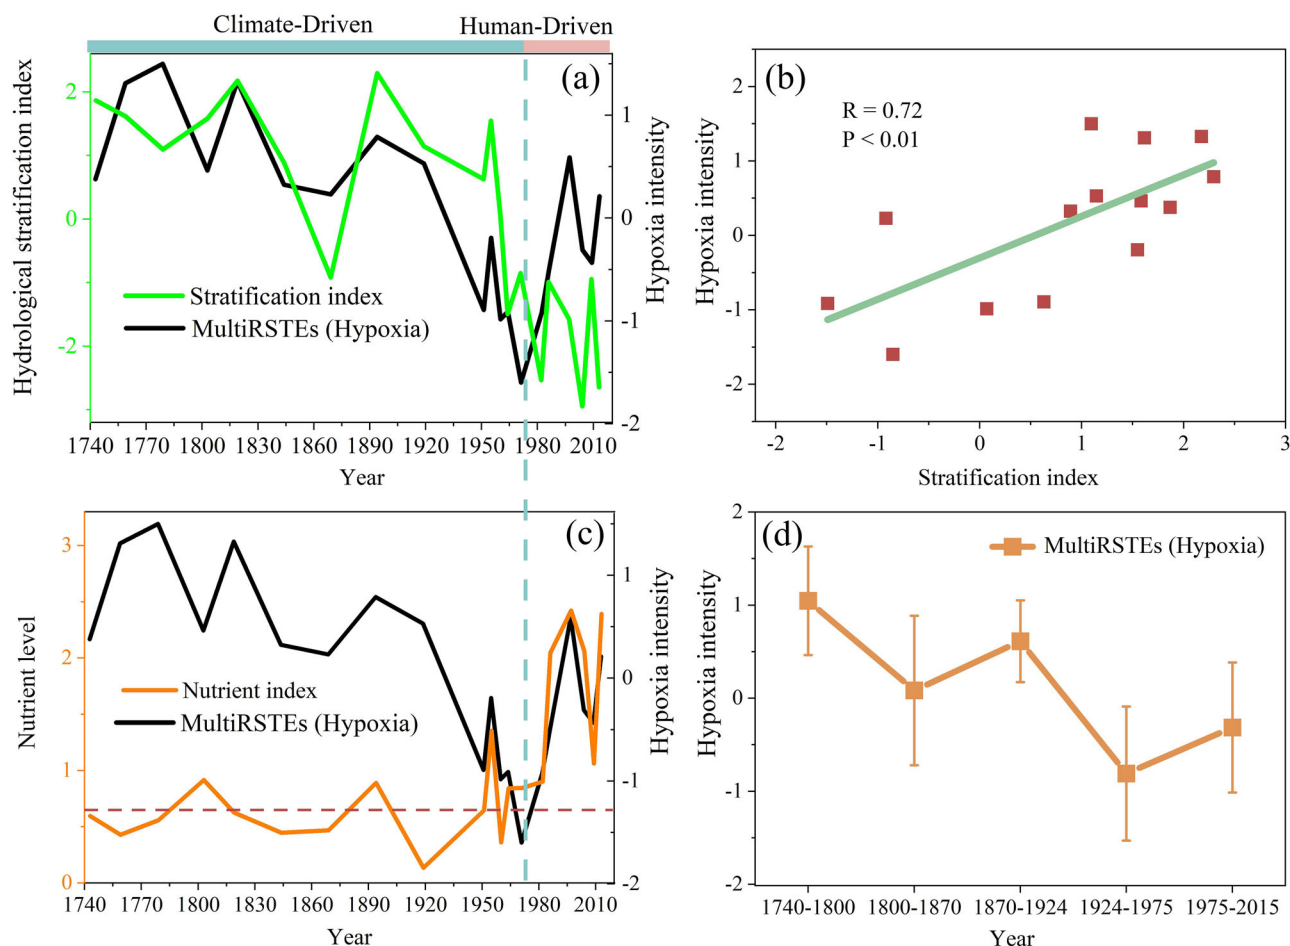 Climate-Driven
Human-Driven
(a)
Hydrological stratification index
2
0
-2
Stratification index
MultiRSTEs (Hypoxia)
1
0
-1
-2
Hypoxia intensity
1740 1770 1800 1830 1860 1890 1920 1950 1980 2010
Year
(b)
R = 0.72
P < 0.01
Hypoxia intensity
2
1
0
-1
-2
-2 -1 0 1 2 3
Stratification index
(c)
Nutrient level
3
2
1
0
Nutrient index
MultiRSTEs (Hypoxia)
1
0
-1
-2
Hypoxia intensity
1740 1770 1800 1830 1860 1890 1920 1950 1980 2010
Year
(d)
MultiRSTEs (Hypoxia)
Hypoxia intensity
2
1
0
-1
-2
1740-1800 1800-1870 1870-1924 1924-1975 1975-2015
Year